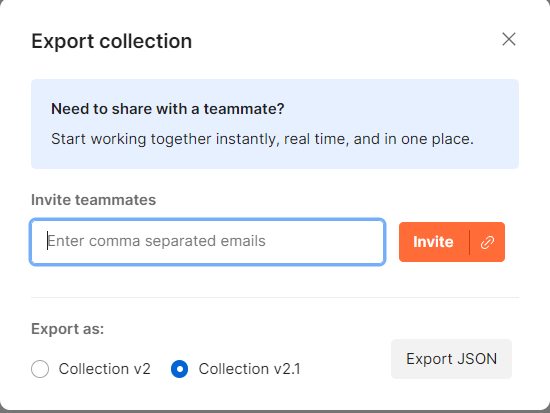 Export collection
Need to share with a teammate?
Start working together instantly, real time, and in one place.
Invite teammates
Enter comma separated emails
Invite
Export as:
Collection v2
Collection v2.1
Export JSON